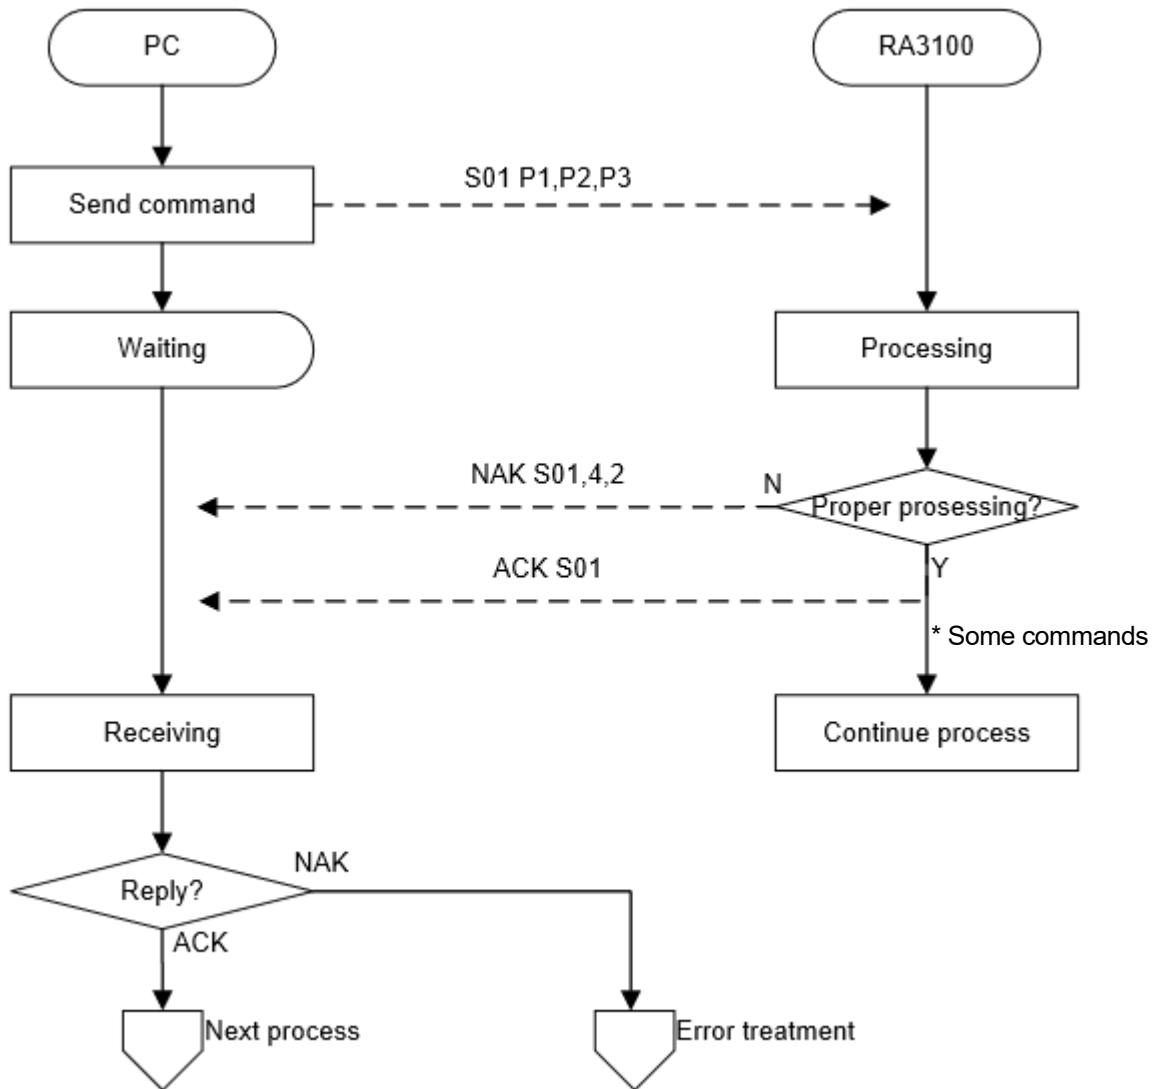 PC
RA3100
S01 P1,P2,P3
Send command
Waiting
Processing
NAK S01,4,2
N
Proper prosessing?
ACK S01
Y
* Some commands
Receiving
Continue process
NAK
Reply?
ACK
Next process
Error treatment